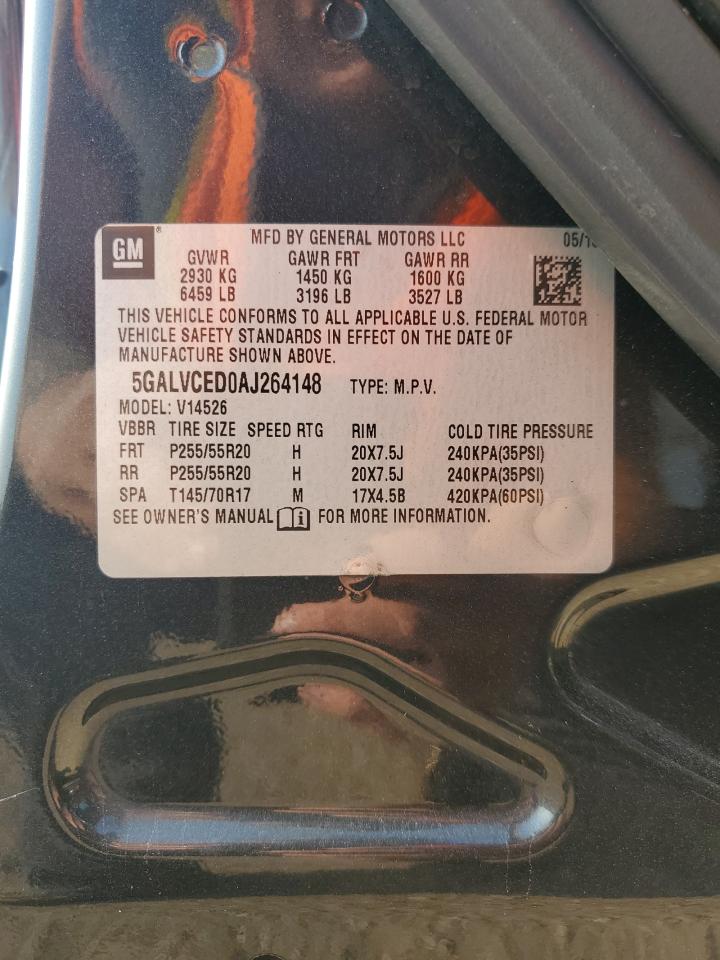 GM®
MFD BY GENERAL MOTORS LLC
GVWR GAWR FRT GAWR RR
2930 KG 1450 KG 1600 KG
6459 LB 3196 LB 3527 LB
THIS VEHICLE CONFORMS TO ALL APPLICABLE U.S. FEDERAL MOTOR
VEHICLE SAFETY STANDARDS IN EFFECT ON THE DATE OF
MANUFACTURE SHOWN ABOVE.
5GALVCED0AJ264148 TYPE: M.P.V.
MODEL: V14526
VBBR TIRE SIZE SPEED RTG RIM COLD TIRE PRESSURE
FRT P255/55R20 H 20X7.5J 240KPA(35PSI)
RR P255/55R20 H 20X7.5J 240KPA(35PSI)
SPA T145/70R17 M 17X4.5B 420KPA(60PSI)
SEE OWNER'S MANUAL FOR MORE INFORMATION.